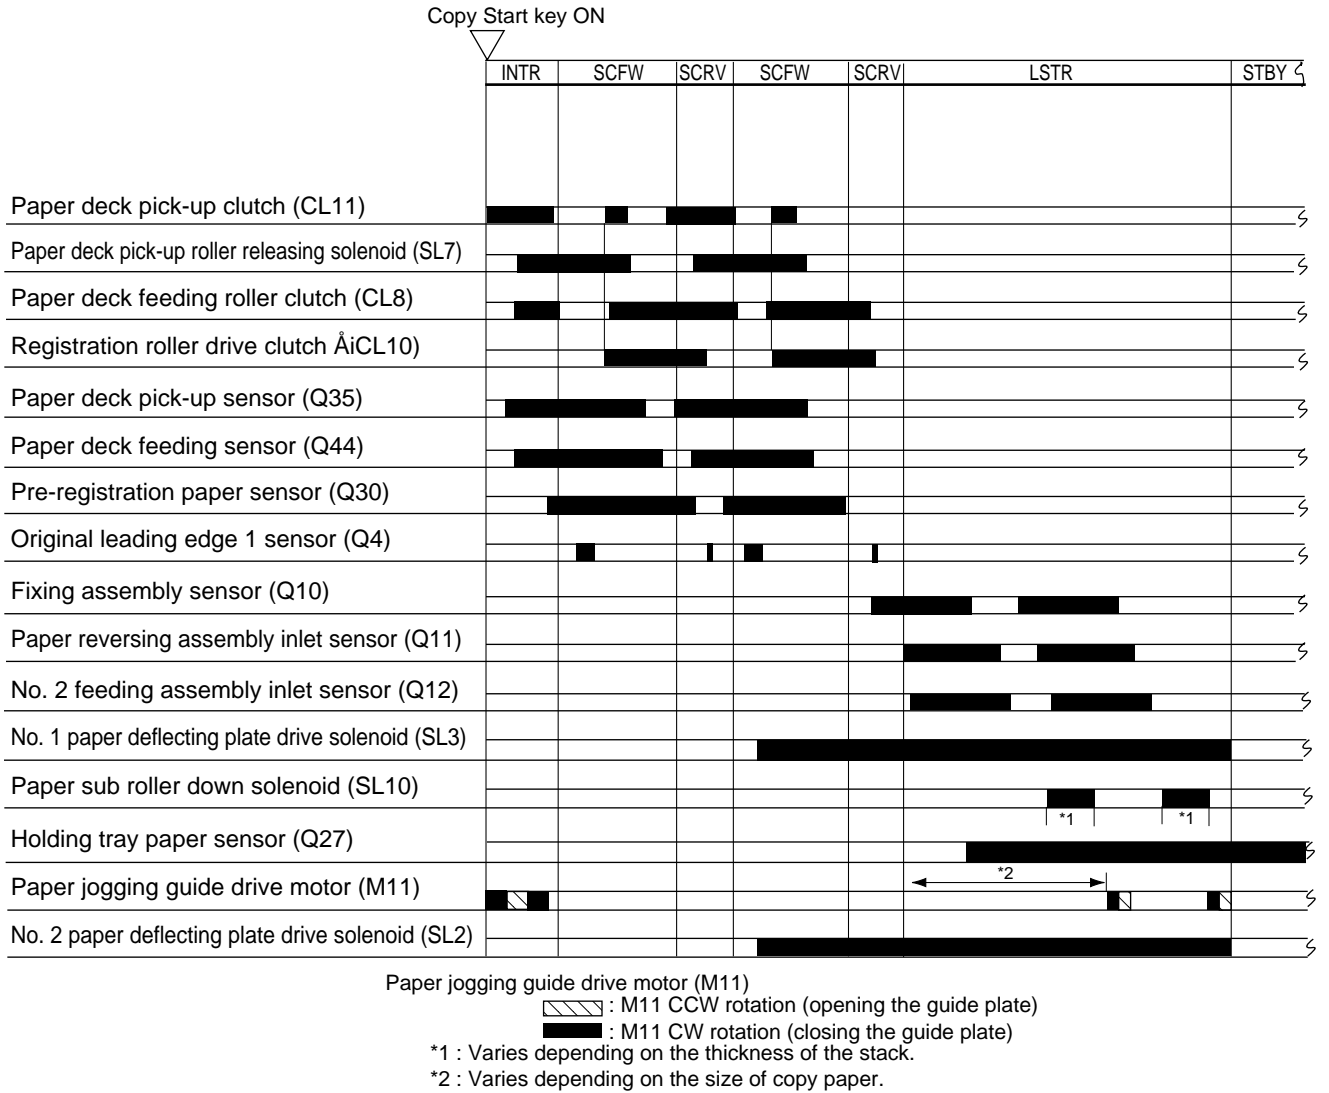 Copy Start key ON
INTR SCFW SCRV SCFW SCRV LSTR STBY
Paper deck pick-up clutch (CL11)
Paper deck pick-up roller releasing solenoid (SL7)
Paper deck feeding roller clutch (CL8)
Registration roller drive clutch ÅiCL10)
Paper deck pick-up sensor (Q35)
Paper deck feeding sensor (Q44)
Pre-registration paper sensor (Q30)
Original leading edge 1 sensor (Q4)
Fixing assembly sensor (Q10)
Paper reversing assembly inlet sensor (Q11)
No. 2 feeding assembly inlet sensor (Q12)
No. 1 paper deflecting plate drive solenoid (SL3)
Paper sub roller down solenoid (SL10)
*1 *1
Holding tray paper sensor (Q27)
*2
Paper jogging guide drive motor (M11)
No. 2 paper deflecting plate drive solenoid (SL2)
Paper jogging guide drive motor (M11)
: M11 CCW rotation (opening the guide plate)
: M11 CW rotation (closing the guide plate)
*1 : Varies depending on the thickness of the stack.
*2 : Varies depending on the size of copy paper.